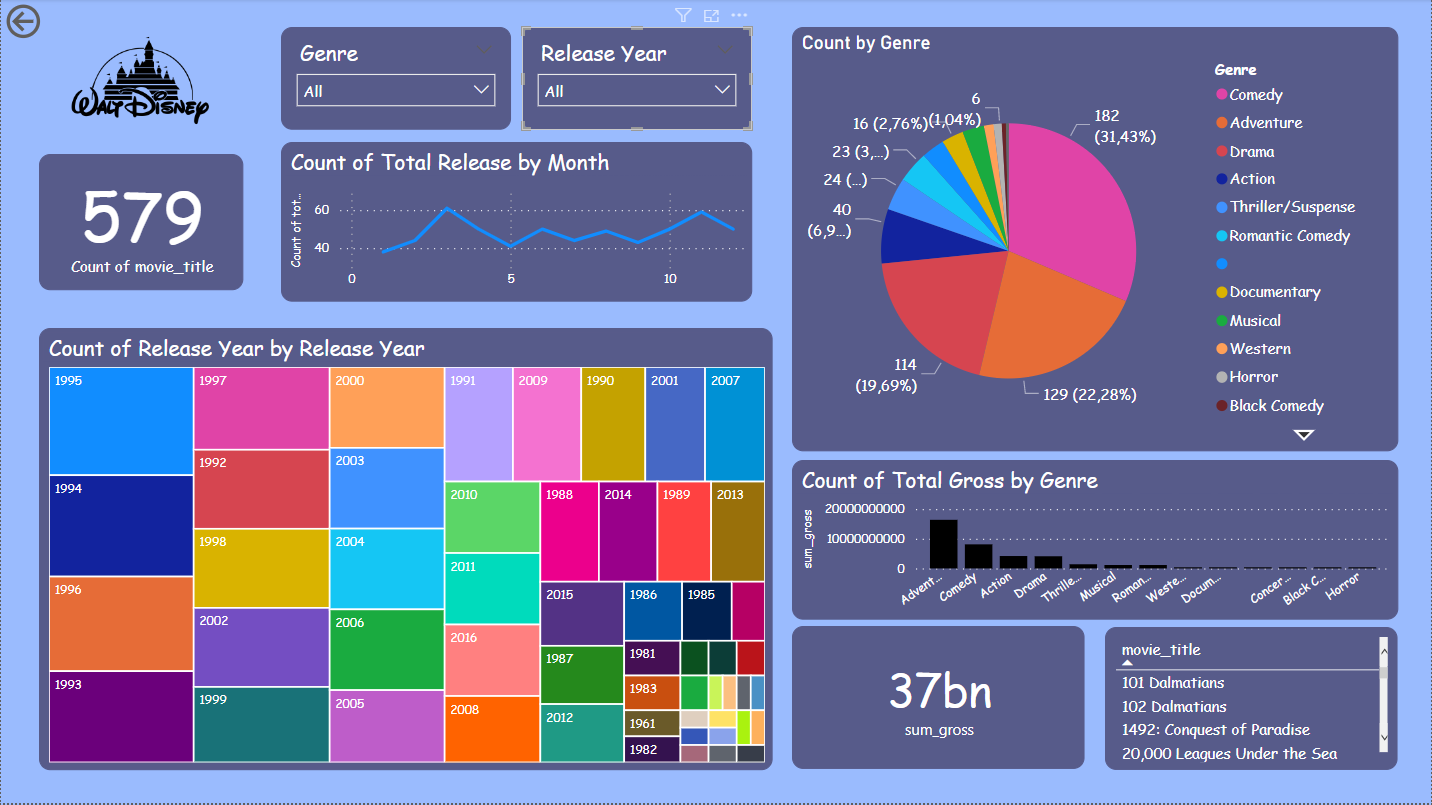 WALT DISNEY
Genre
All
Release Year
All
579
Count of movie_title
Count of Total Release by Month
Count of tot...
60
40
0
5
10
Count of Release Year by Release Year
1995
1994
1996
1993
1997
1992
1998
2002
1999
2000
2003
2004
2006
2005
1991
2009
1990
2001
2007
2010
2011
2016
2008
1988
2014
1989
2013
2015
1987
2012
1986
1985
1981
1983
1961
1982
Count by Genre
182
(31,43%)
129 (22,28%)
114
(19,69%)
40
(6,9...)
24 (...)
23 (3,...)
16 (2,76%)
6
(1,04%)
Genre
Comedy
Adventure
Drama
Action
Thriller/Suspense
Romantic Comedy
Documentary
Musical
Western
Horror
Black Comedy
Count of Total Gross by Genre
sum_gross
20000000000
10000000000
0
Advent...
Comedy
Action
Drama
Thrille...
Musical
Roman...
Weste...
Docum...
Concer...
Black C...
Horror
37bn
sum_gross
movie_title
101 Dalmatians
102 Dalmatians
1492: Conquest of Paradise
20,000 Leagues Under the Sea